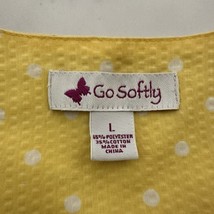 Go Softly
L
65% POLYESTER
35% COTTON
MADE IN
CHINA